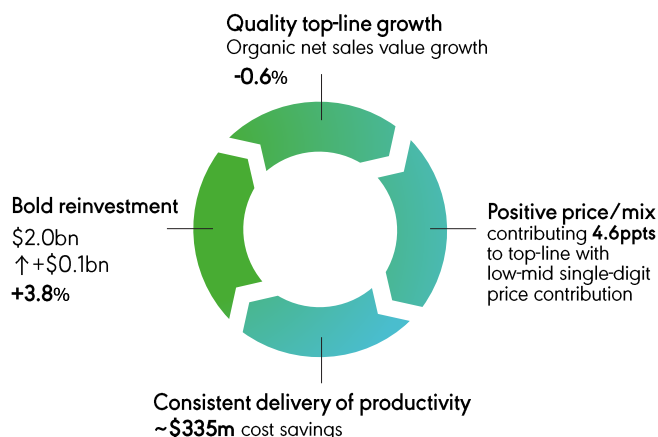 Quality top-line growth
Organic net sales value growth
-0.6%
Bold reinvestment
$2.0bn
↑+$0.1bn
+3.8%
Positive price/mix
contributing 4.6ppts
to top-line with
low-mid single-digit
price contribution
Consistent delivery of productivity
~$335m cost savings